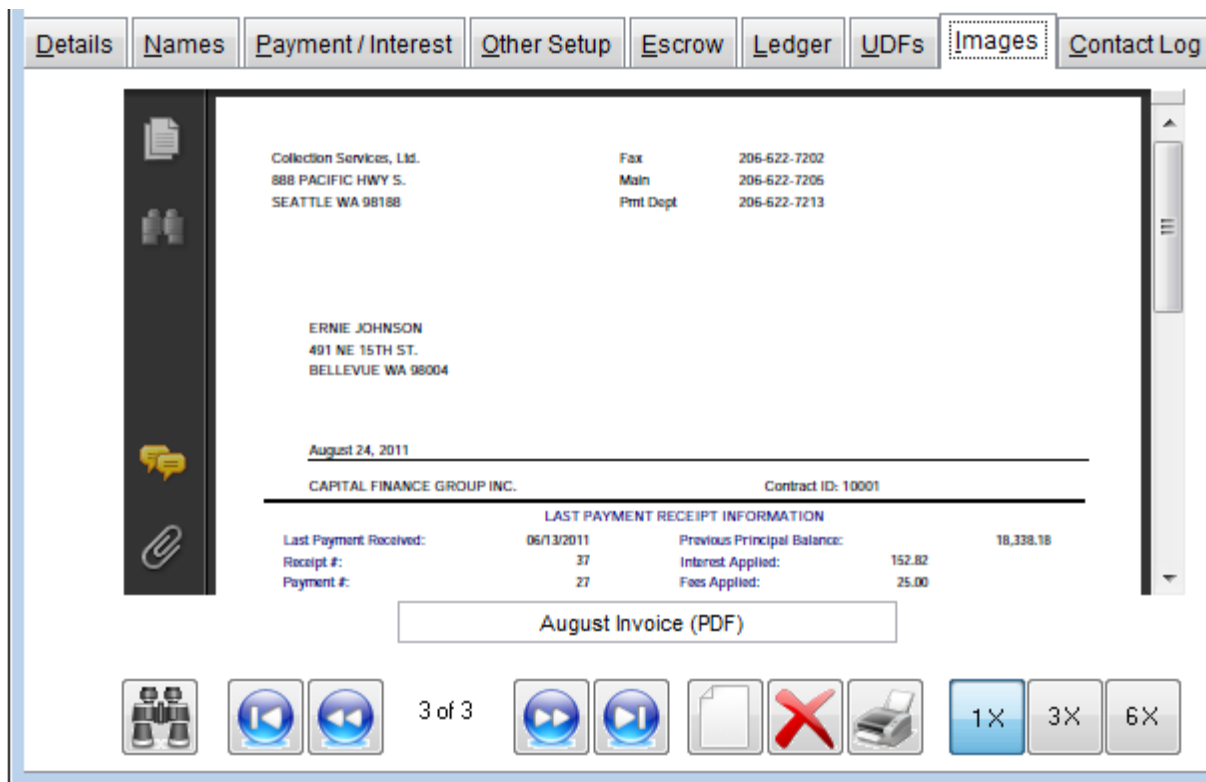 Details Names Payment / Interest Other Setup Escrow Ledger UDFs Images Contact Log
Collection Services, Ltd. Fax 206-622-7202
888 PACIFIC HWY S. Main 206-622-7205
SEATTLE WA 98188 Pmt Dept 206-622-7213
ERNIE JOHNSON
491 NE 15TH ST.
BELLEVUE WA 98004
August 24, 2011
CAPITAL FINANCE GROUP INC. Contract ID: 10001
LAST PAYMENT RECEIPT INFORMATION
Last Payment Received: 06/13/2011 Previous Principal Balance: 18,338.18
Receipt #: 37 Interest Applied: 152.82
Payment #: 27 Fees Applied: 25.00
August Invoice (PDF)
3 of 3 1X 3X 6X